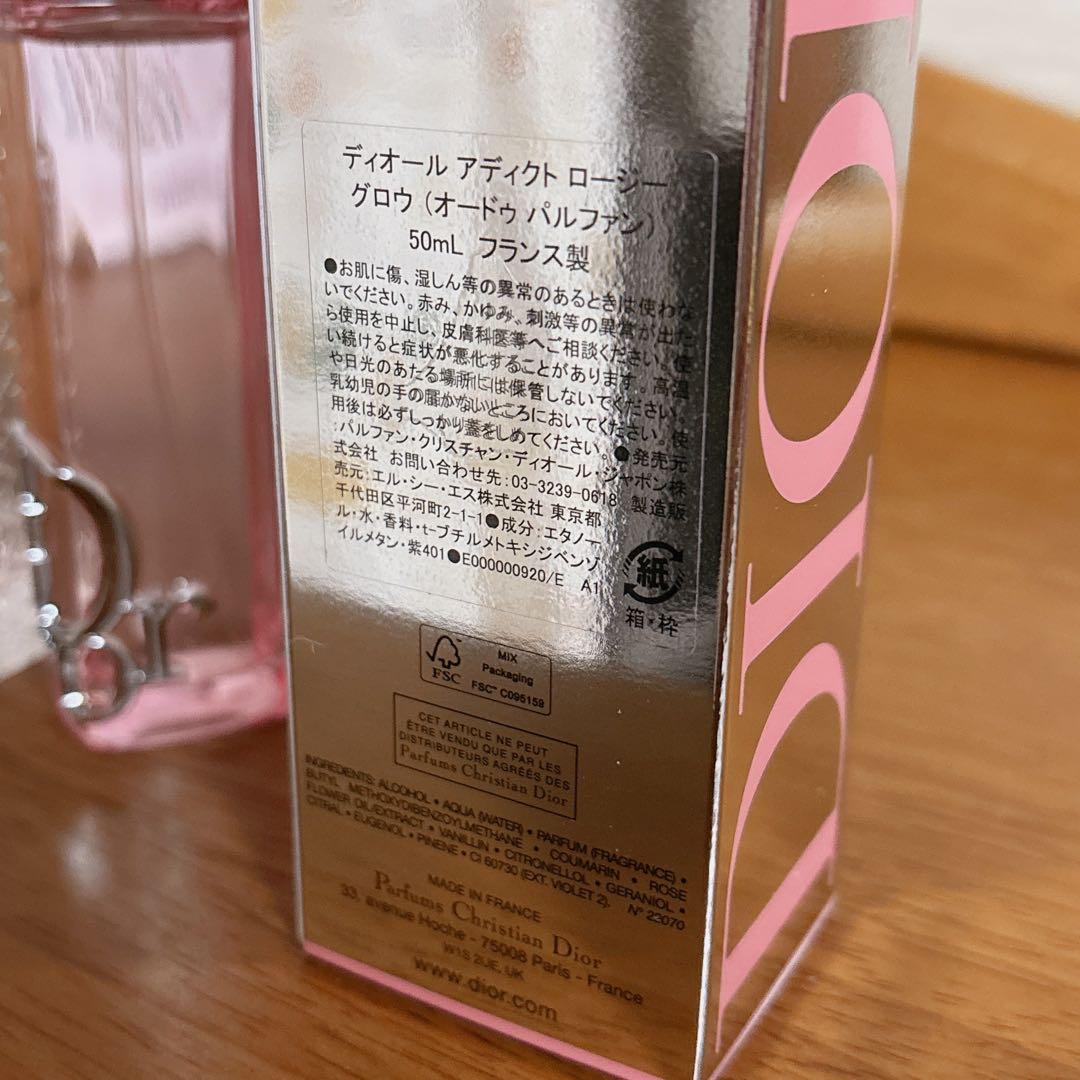 ディオール アディクト ロージー
グロウ (オードゥ パルファン)
50mL フランス製
●お肌に傷、湿しん等の異常のあるときは使わな
いでください。赤み、かゆみ、刺激等の異常が出た
ら使用を中止し、皮膚科医等へご相談ください。使
い続けると症状が悪化することがあります。高温
や日光のあたる場所には保管しないでください。
乳幼児の手の届かないところにおいてください。使
用後は必ずしっかり蓋をしめてください。●発売元
:パルファン・クリスチャン・ディオール・ジャポン株
式会社 お問い合わせ先:03-3239-0618 製造販
売元:エル・シー・エス株式会社 東京都
千代田区平河町2-1-1●成分:エタノー
ル・水・香料・t-ブチルメトキシジベンゾ
イルメタン・紫401●E000000920/E A1
紙
箱・枠
FSC
MIX
Packaging
FSC™ C095159
CET ARTICLE NE PEUT
ÊTRE VENDU QUE PAR LES
DISTRIBUTEURS AGRÉÉS DES
Parfums Christian Dior
INGREDIENTS: ALCOHOL • AQUA (WATER) • PARFUM (FRAGRANCE) •
BUTYL METHOXYDIBENZOYLMETHANE • COUMARIN • ROSE
FLOWER OIL/EXTRACT • VANILLIN • CITRONELLOL • GERANIOL •
CITRAL • EUGENOL • PINENE • CI 60730 (EXT. VIOLET 2). N° 23070
MADE IN FRANCE
Parfums Christian Dior
33, avenue Hoche - 75008 Paris - France
W1S 2UE, UK
www.dior.com
DIOR
Dior